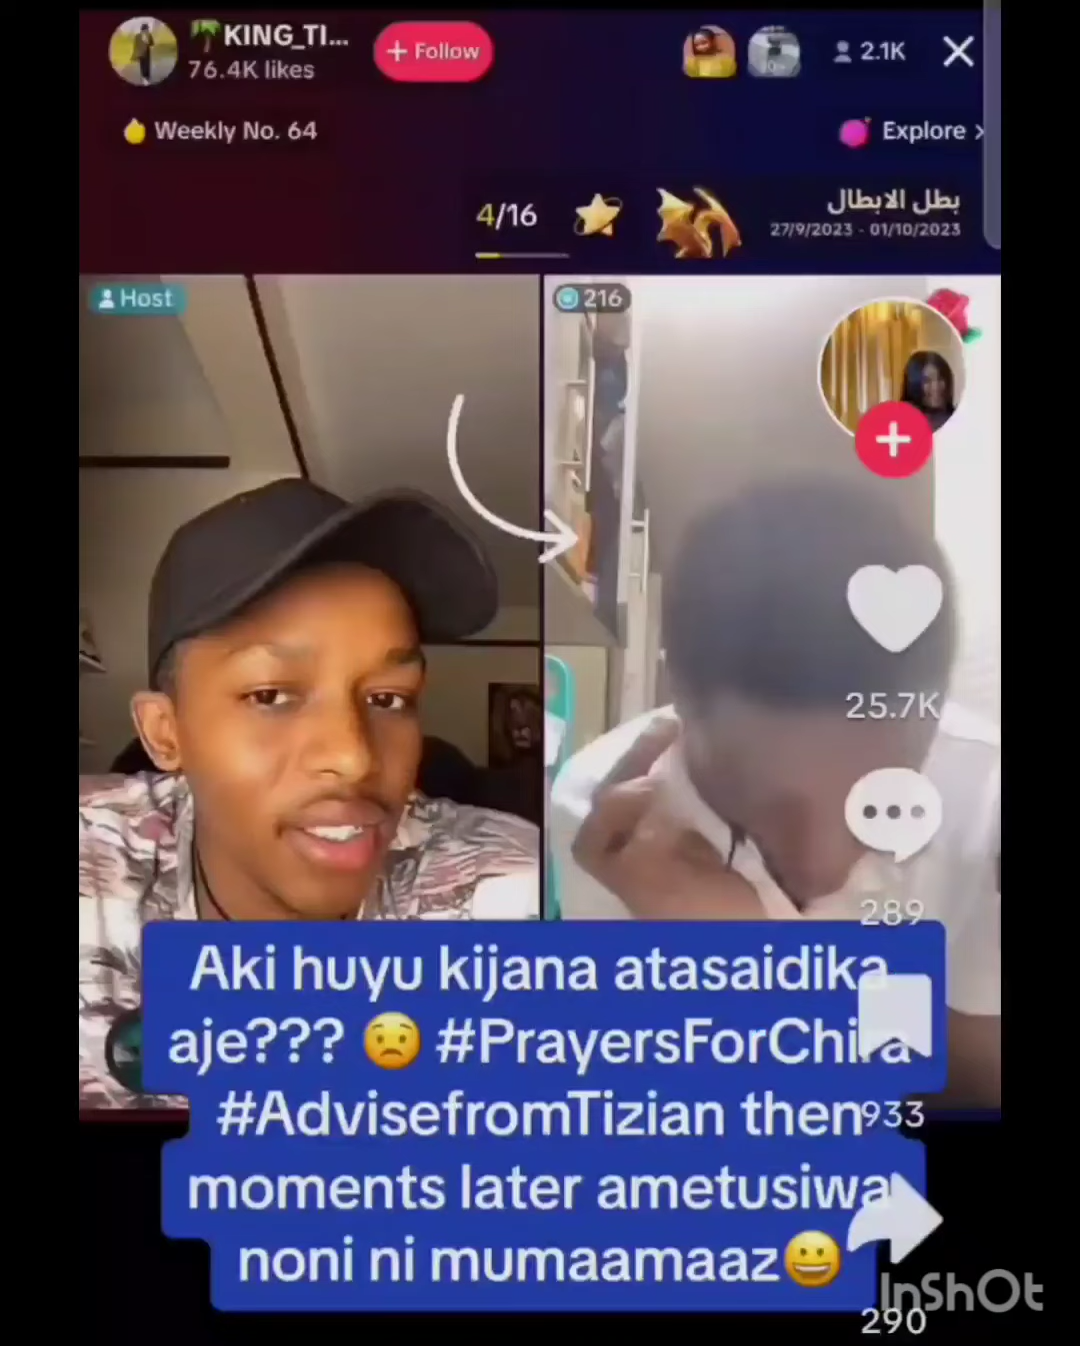 🌴KING_TI...
76.4K likes
+ Follow
2.1K
Weekly No. 64
Explore >
4/16
بطل الابطال
27/9/2023 - 01/10/2023
Host
216
25.7K
289
Aki huyu kijana atasaidika
aje??? 😟 #PrayersForChira
#AdvisefromTizian then
933
moments later ametusiwa
noni ni mumaamaaz😀
InShOt
290